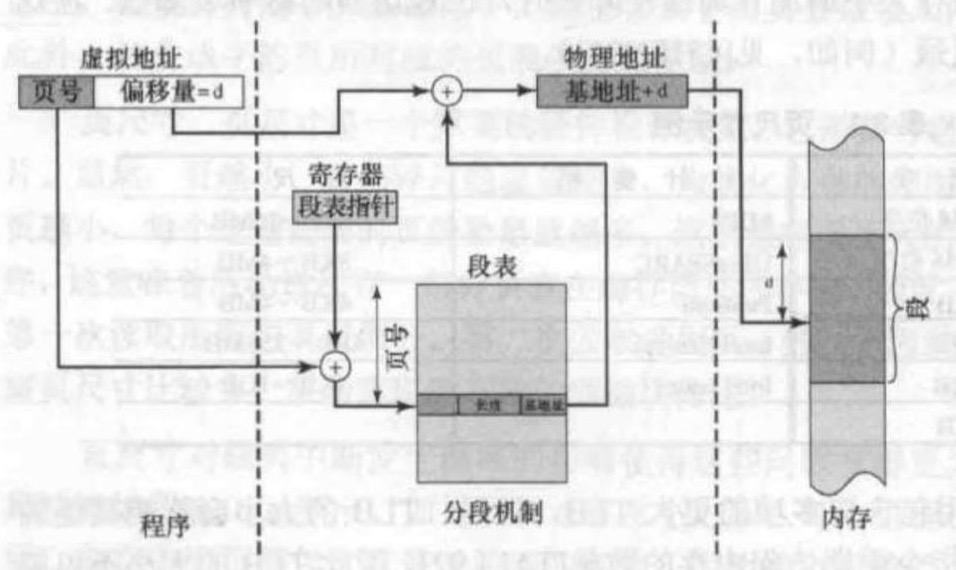 虚拟地址
页号 偏移量=d
物理地址
基地址+d
寄存器
段表指针
段表
页号
长度 基地址
d
段
程序
分段机制
内存